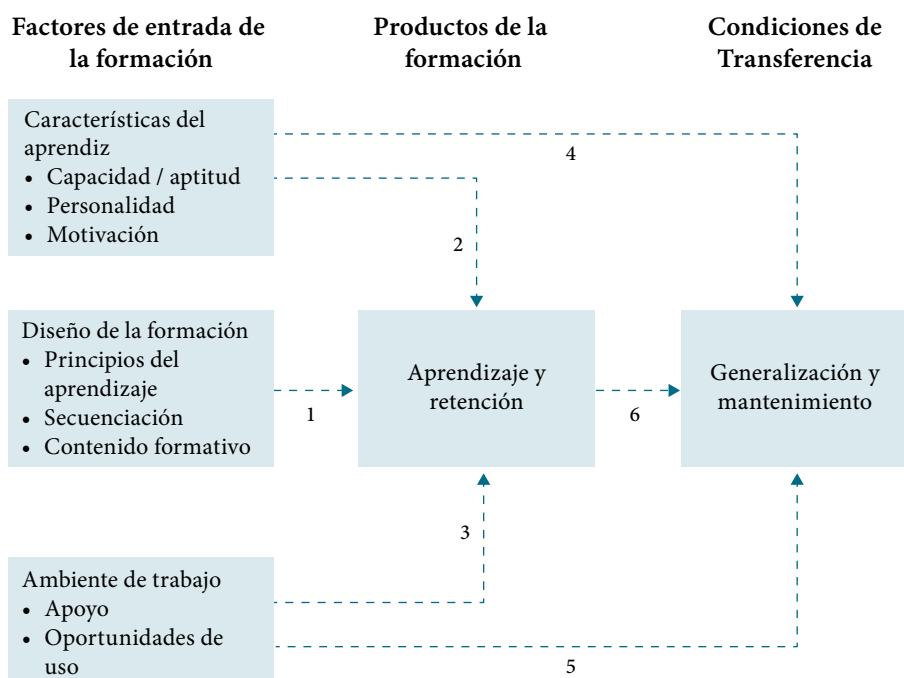 Factores de entrada de
la formación
Productos de la
formación
Condiciones de
Transferencia
Características del
aprendiz
• Capacidad / aptitud
• Personalidad
• Motivación
4
2
Diseño de la formación
• Principios del
aprendizaje
• Secuenciación
• Contenido formativo
1
Aprendizaje y
retención
6
Generalización y
mantenimiento
3
Ambiente de trabajo
• Apoyo
• Oportunidades de
uso
5